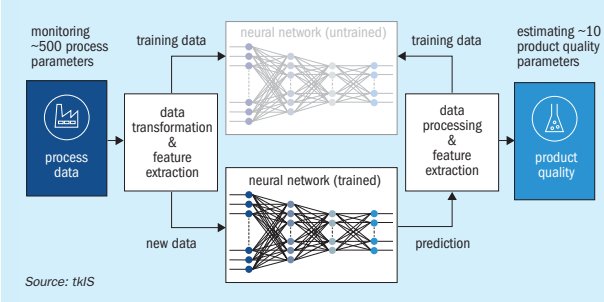 monitoring
~500 process
parameters
training data
neural network (untrained)
training data
estimating ~10
product quality
parameters
process
data
data
transformation
&
feature
extraction
data
processing
&
feature
extraction
product
quality
neural network (trained)
new data
prediction
Source: tkIS